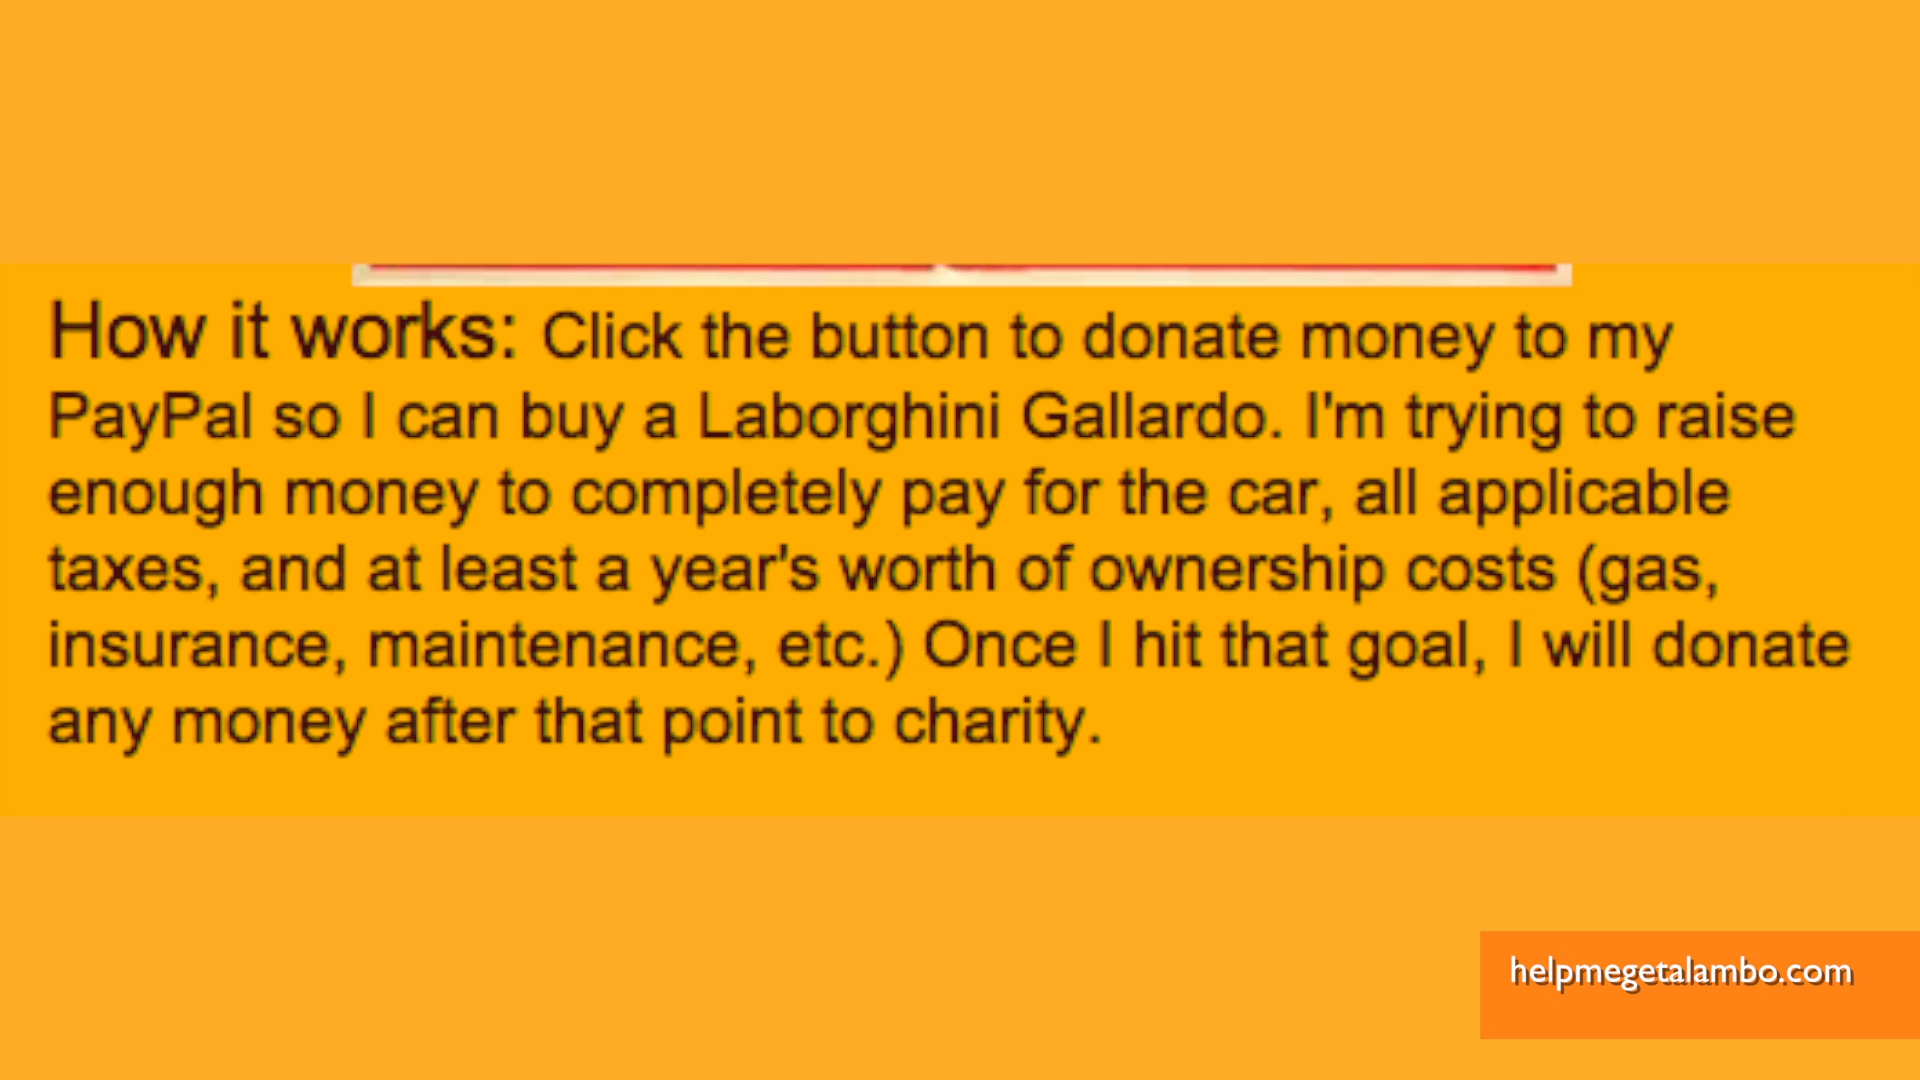 How it works: Click the button to donate money to my
PayPal so I can buy a Laborghini Gallardo. I'm trying to raise
enough money to completely pay for the car, all applicable
taxes, and at least a year's worth of ownership costs (gas,
insurance, maintenance, etc.) Once I hit that goal, I will donate
any money after that point to charity.
helpmegetalambo.com